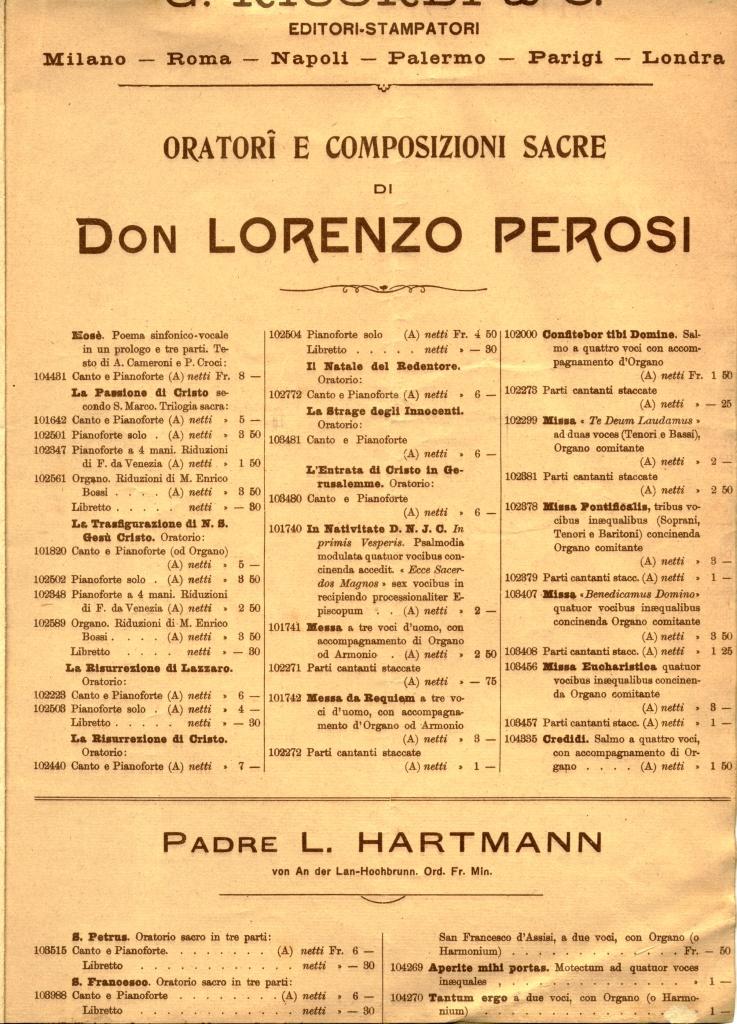 G. RICORDI & C.
EDITORI-STAMPATORI
Milano — Roma — Napoli — Palermo — Parigi — Londra
ORATORÎ E COMPOSIZIONI SACRE
DI
DON LORENZO PEROSI
Mosè. Poema sinfonico-vocale
in un prologo e tre parti. Te-
sto di A. Cameroni e P. Croci:
104431 Canto e Pianoforte (A) netti Fr. 8 —
La Passione di Cristo se-
condo S. Marco. Trilogia sacra:
101642 Canto e Pianoforte (A) netti » 5 —
102501 Pianoforte solo . (A) netti » 3 50
102347 Pianoforte a 4 mani. Riduzioni
di F. da Venezia (A) netti » 1 50
102561 Organo. Riduzioni di M. Enrico
Bossi . . . . (A) netti » 3 50
Libretto . . . . . netti » — 30
La Trasfigurazione di N. S.
Gesù Cristo. Oratorio:
101820 Canto e Pianoforte (od Organo)
(A) netti » 5 —
102502 Pianoforte solo . (A) netti » 3 50
102348 Pianoforte a 4 mani. Riduzioni
di F. da Venezia (A) netti » 2 50
102589 Organo. Riduzioni di M. Enrico
Bossi . . . . (A) netti » 3 50
Libretto . . . . . netti » — 30
La Risurrezione di Lazzaro.
Oratorio:
102223 Canto e Pianoforte (A) netti » 6 —
102503 Pianoforte solo . (A) netti » 4 —
Libretto . . . . . netti » — 30
La Risurrezione di Cristo.
Oratorio:
102440 Canto e Pianoforte (A) netti » 7 —
102504 Pianoforte solo (A) netti Fr. 4 50
Libretto . . . . . netti » — 30
Il Natale del Redentore.
Oratorio:
102772 Canto e Pianoforte (A) netti » 6 —
La Strage degli Innocenti.
Oratorio:
103481 Canto e Pianoforte
(A) netti » 6 —
L'Entrata di Cristo in Ge-
rusalemme. Oratorio:
103480 Canto e Pianoforte
(A) netti » 6 —
101740 In Nativitate D. N. J. C. In
primis Vesperis. Psalmodia
modulata quatuor vocibus con-
cinenda accedit. « Ecce Sacer-
dos Magnos » sex vocibus in
recipiendo processionaliter E-
piscopum . . (A) netti » 2 —
101741 Messa a tre voci d'uomo, con
accompagnamento di Organo
od Armonio . (A) netti » 2 50
102271 Parti cantanti staccate
(A) netti » — 75
101742 Messa da Requiem a tre vo-
ci d'uomo, con accompagna-
mento d'Organo od Armonio
(A) netti » 3 —
102272 Parti cantanti staccate
(A) netti » 1 —
102000 Confitebor tibi Domine. Sal-
mo a quattro voci con accom-
pagnamento d'Organo
(A) netti Fr. 1 50
102273 Parti cantanti staccate
(A) netti » — 25
102299 Missa « Te Deum Laudamus »
ad duas voces (Tenori e Bassi),
Organo comitante
(A) netti » 2 —
102381 Parti cantanti staccate
(A) netti » 2 50
102378 Missa Pontificalis, tribus vo-
cibus inæqualibus (Soprani,
Tenori e Baritoni) concinenda
Organo comitante
(A) netti » 3 —
102379 Parti cantanti stacc. (A) netti » 1 —
103407 Missa «Benedicamus Domino»
quatuor vocibus inæqualibus
concinenda Organo comitante
(A) netti » 3 50
103408 Parti cantanti stacc. (A) netti » 1 25
103456 Missa Eucharistica quatuor
vocibus inæqualibus concinen-
da Organo comitante
(A) netti » 3 —
103457 Parti cantanti stacc. (A) netti » 1 —
104335 Credidi. Salmo a quattro voci,
con accompagnamento di Or-
gano . . . . (A) netti » 1 50
PADRE L. HARTMANN
von An der Lan-Hochbrunn. Ord. Fr. Min.
S. Petrus. Oratorio sacro in tre parti:
103515 Canto e Pianoforte. . . . . . . . . (A) netti Fr. 6 —
Libretto . . . . . . . . . . . . . netti » — 30
S. Francesco. Oratorio sacro in tre parti:
103988 Canto e Pianoforte . . . . . . . . . (A) netti » 6 —
Libretto . . . . . . . . . . . . . netti » — 30
San Francesco d'Assisi, a due voci, con Organo (o
Harmonium) . . . . . . . . . . . . . Fr. — 50
104269 Aperite mihi portas. Motectum ad quatuor voces
inæquales . . . . . . . . . . . . . » 1 —
104270 Tantum ergo a due voci, con Organo (o Harmo-
nium) . . . . . . . . . . . . . » 1 —